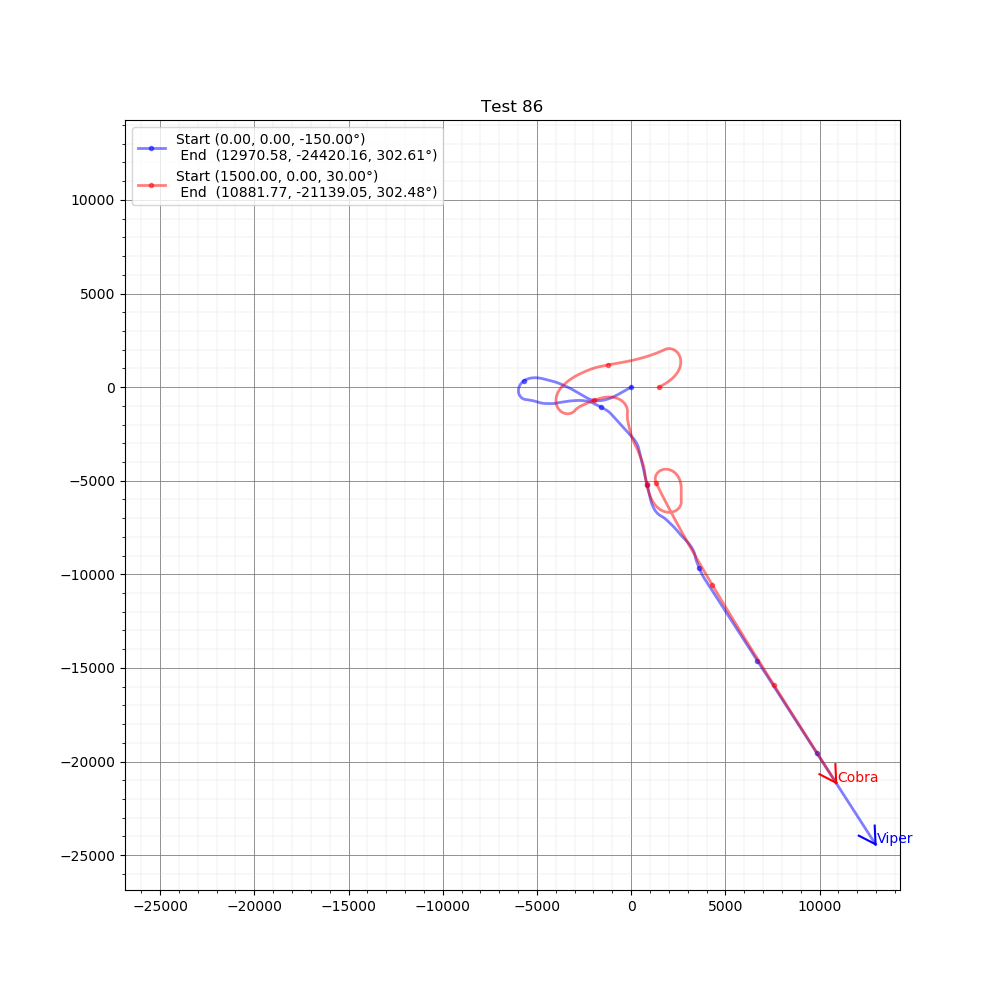 Test 86
Start (0.00, 0.00, -150.00°)
End (12970.58, -24420.16, 302.61°)
Start (1500.00, 0.00, 30.00°)
End (10881.77, -21139.05, 302.48°)
10000
5000
0
−5000
−10000
−15000
−20000
−25000
Cobra
Viper
−25000 −20000 −15000 −10000 −5000 0 5000 10000